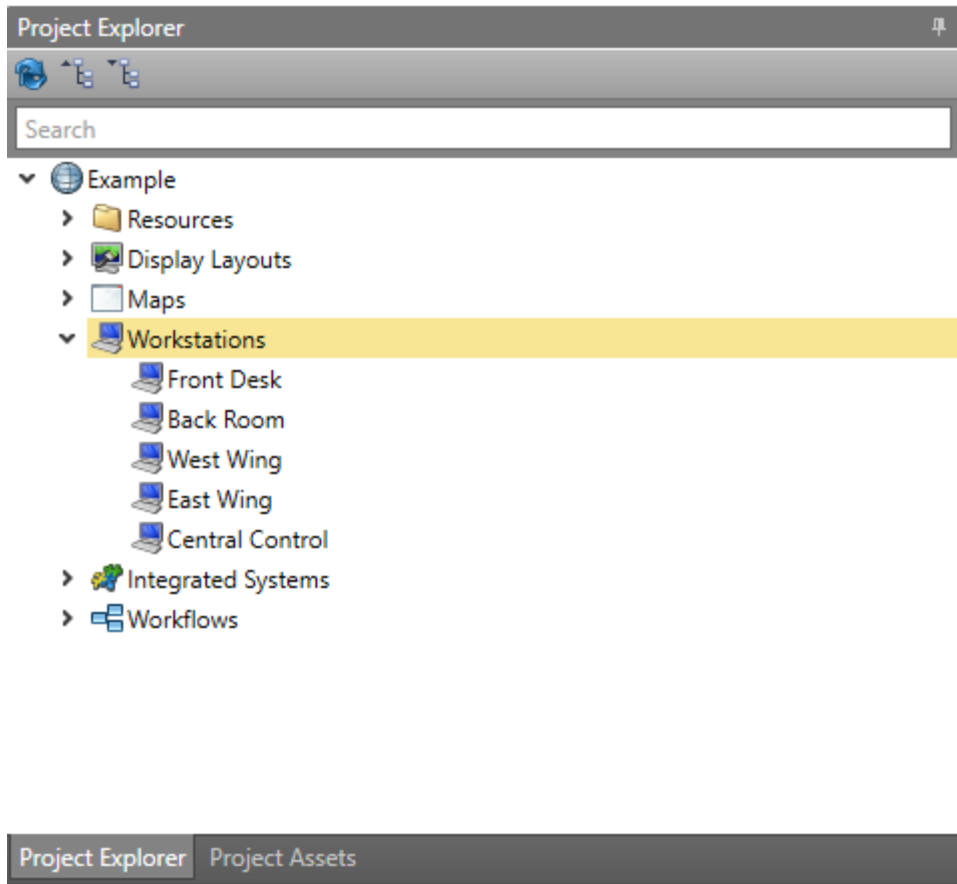 Project Explorer
Search
Example
Resources
Display Layouts
Maps
Workstations
Front Desk
Back Room
West Wing
East Wing
Central Control
Integrated Systems
Workflows
Project Explorer Project Assets